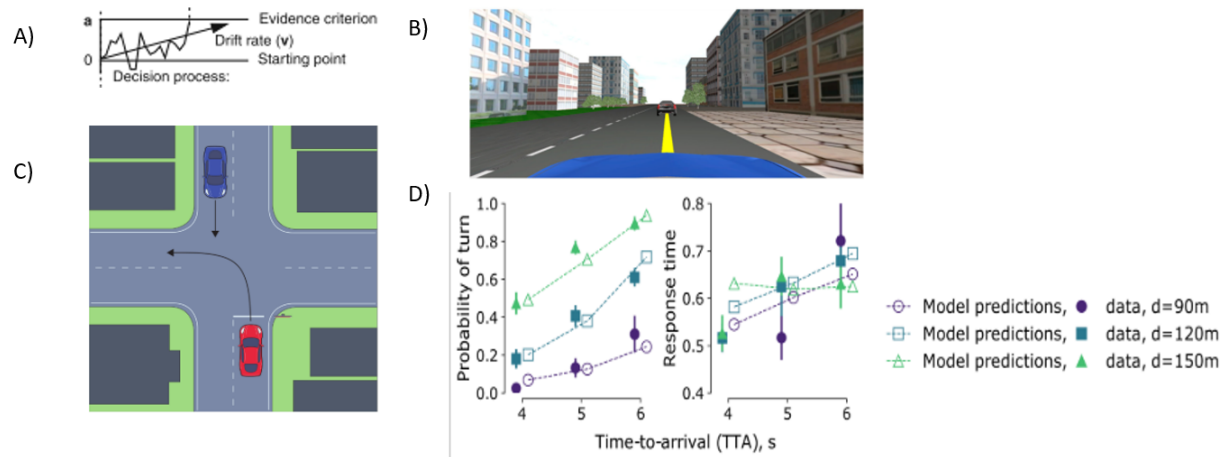 A)
a
Evidence criterion
Drift rate (v)
0
Starting point
Decision process:
B)
C)
D)
Probability of turn
1.0
0.8
0.6
0.4
0.2
0.0
4
5
6
Response time
0.8
0.7
0.6
0.5
0.4
4
5
6
Time-to-arrival (TTA), s
Model predictions, data, d=90m
Model predictions, data, d=120m
Model predictions, data, d=150m